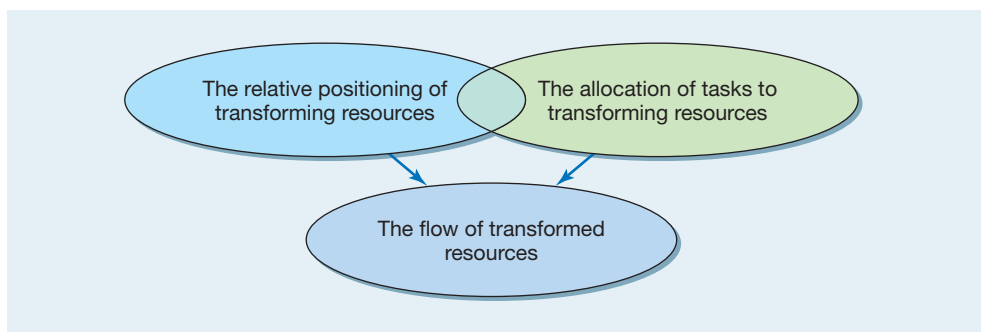 The relative positioning of
transforming resources
The allocation of tasks to
transforming resources
The flow of transformed
resources